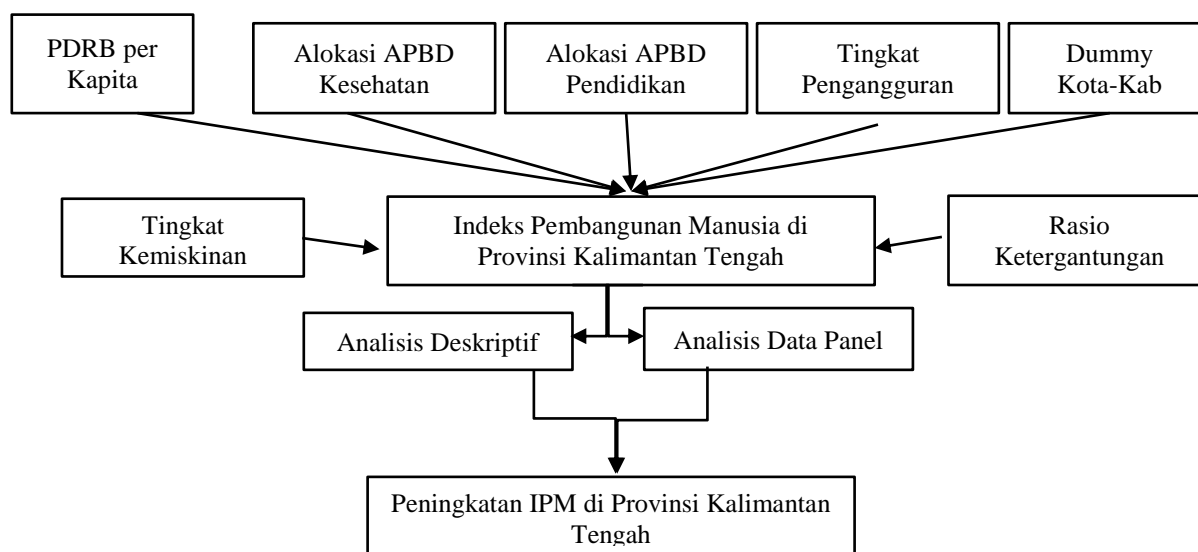 PDRB per
Kapita
Alokasi APBD
Kesehatan
Alokasi APBD
Pendidikan
Tingkat
Pengangguran
Dummy
Kota-Kab
Tingkat
Kemiskinan
Indeks Pembangunan Manusia di
Provinsi Kalimantan Tengah
Rasio
Ketergantungan
Analisis Deskriptif
Analisis Data Panel
Peningkatan IPM di Provinsi Kalimantan
Tengah